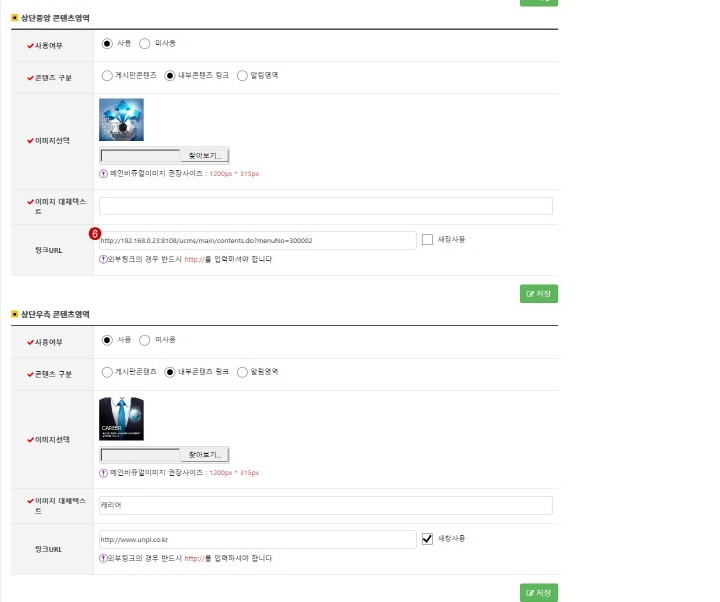 상단중앙 콘텐츠영역
사용여부
사용 미사용
콘텐츠 구분
게시판콘텐츠 내부콘텐츠 링크 알림영역
이미지선택
찾아보기...
메인비쥬얼이미지 권장사이즈 : 1200px * 315px
이미지 대체텍스
트
6
링크URL
http://192.168.0.23:8108/ucms/main/contents.do?menuNo=300002
새창사용
외부링크의 경우 반드시 http://를 입력하셔야 합니다
저장
상단우측 콘텐츠영역
사용여부
사용 미사용
콘텐츠 구분
게시판콘텐츠 내부콘텐츠 링크 알림영역
이미지선택
CAREER
찾아보기...
메인비쥬얼이미지 권장사이즈 : 1200px * 315px
이미지 대체텍스
트
캐리어
링크URL
http://www.unpl.co.kr
새창사용
외부링크의 경우 반드시 http://를 입력하셔야 합니다
저장